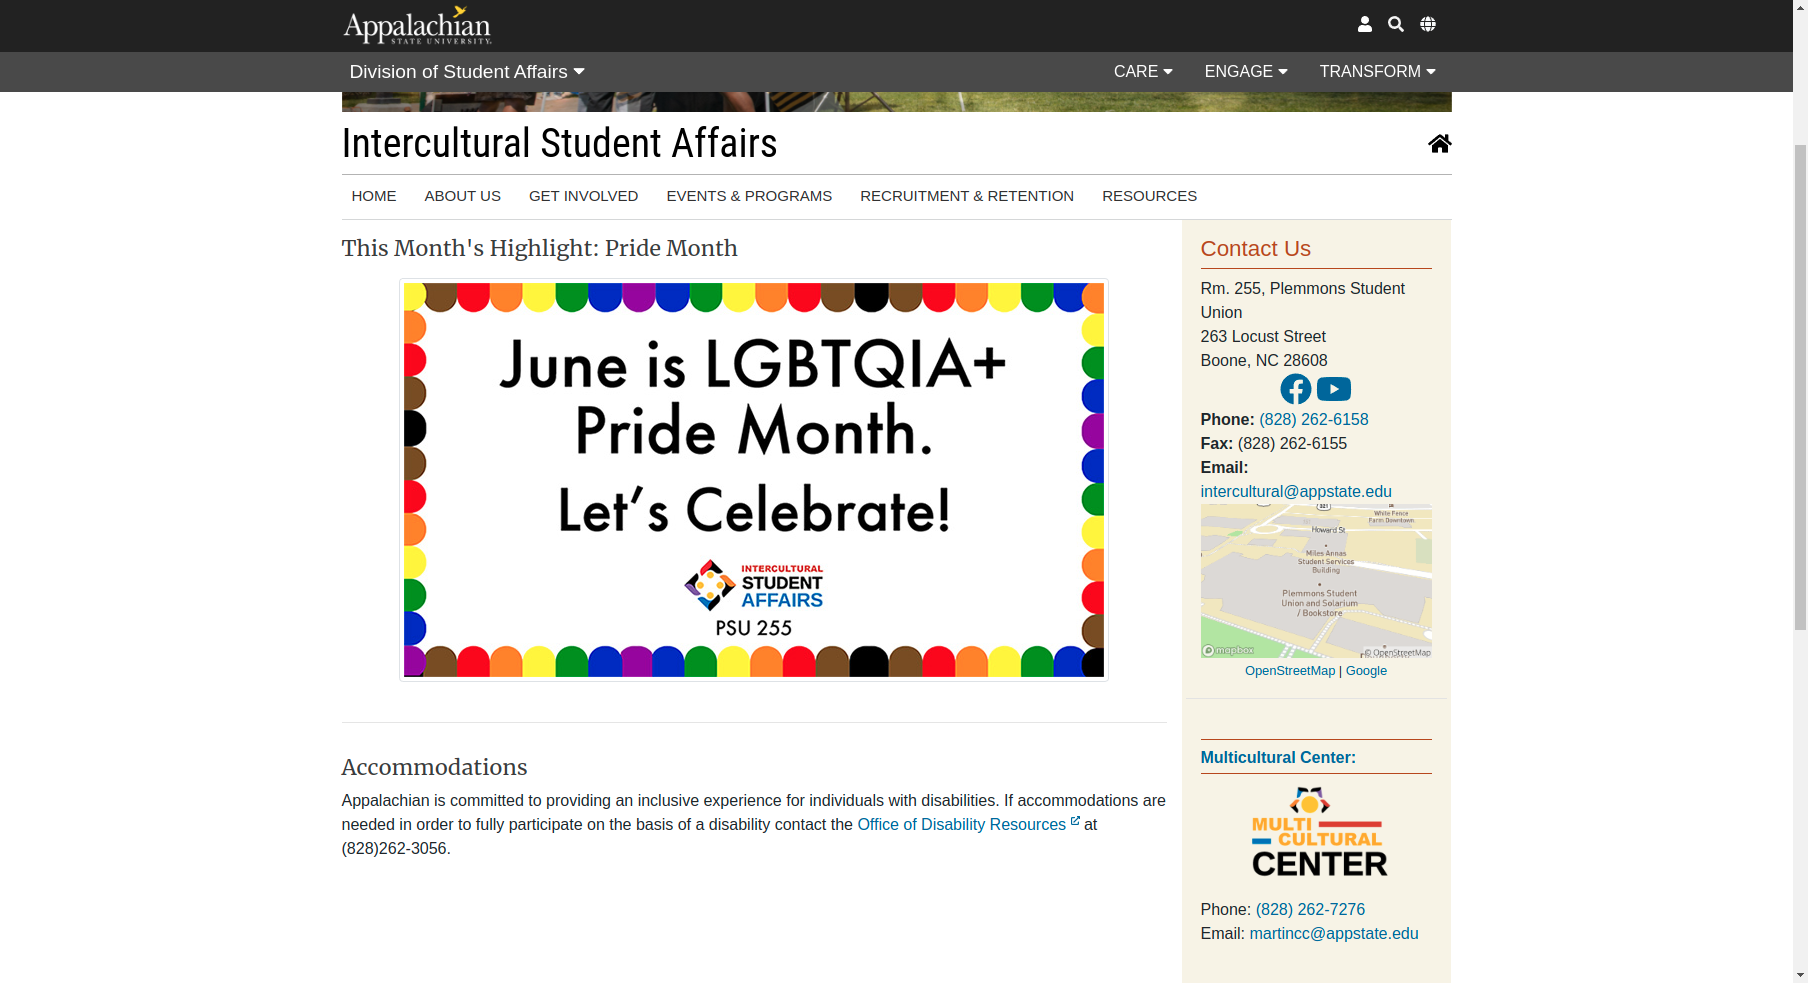 Appalachian
STATE UNIVERSITY.
Division of Student Affairs
CARE
ENGAGE
TRANSFORM
Intercultural Student Affairs
HOME
ABOUT US
GET INVOLVED
EVENTS & PROGRAMS
RECRUITMENT & RETENTION
RESOURCES
This Month's Highlight: Pride Month
June is LGBTQIA+
Pride Month.
Let's Celebrate!
INTERCULTURAL
STUDENT
AFFAIRS
PSU 255
Accommodations
Appalachian is committed to providing an inclusive experience for individuals with disabilities. If accommodations are
needed in order to fully participate on the basis of a disability contact the Office of Disability Resources at
(828)262-3056.
Contact Us
Rm. 255, Plemmons Student
Union
263 Locust Street
Boone, NC 28608
Phone: (828) 262-6158
Fax: (828) 262-6155
Email:
intercultural@appstate.edu
321
White Fence
Farm Downtown
Howard St
Miles Annas
Student Services
Building
Plemmons Student
Union and Solarium
/ Bookstore
mapbox
© OpenStreetMap
OpenStreetMap | Google
Multicultural Center:
MULTI
CULTURAL
CENTER
Phone: (828) 262-7276
Email: martincc@appstate.edu